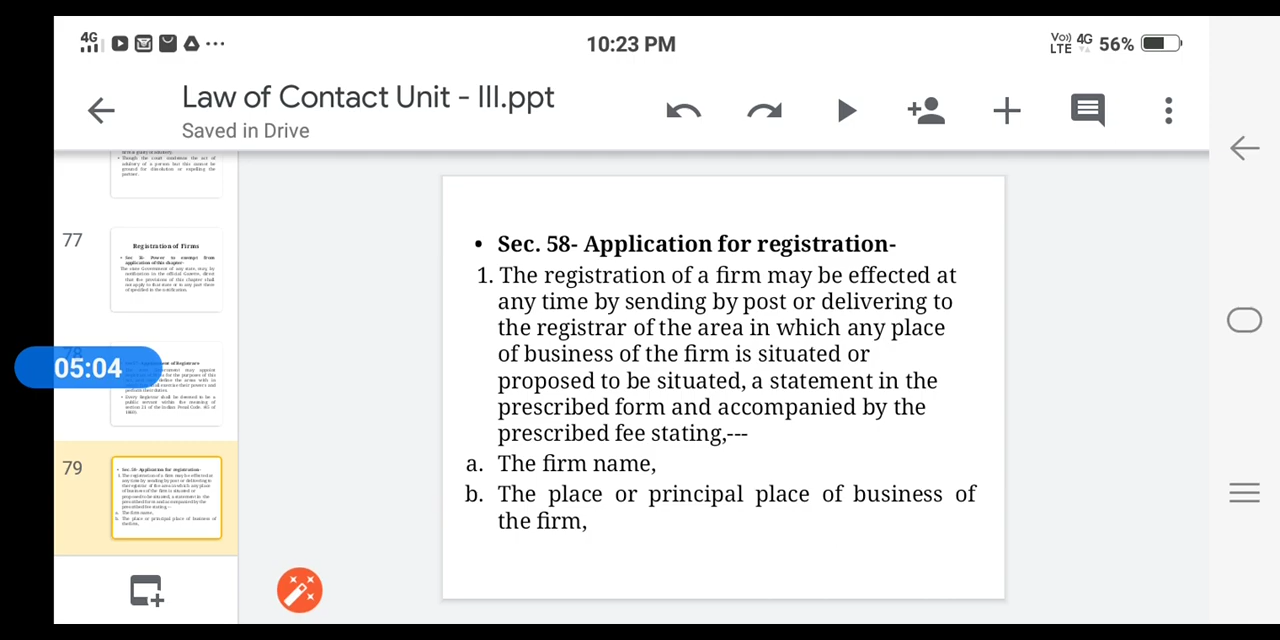 4G
10:23 PM
Vo))
LTE
4G
56%
Law of Contact Unit - III.ppt
Saved in Drive
77
Registration of Firms
78
05:04
79
• Sec. 58- Application for registration-
1. The registration of a firm may be effected at
any time by sending by post or delivering to
the registrar of the area in which any place
of business of the firm is situated or
proposed to be situated, a statement in the
prescribed form and accompanied by the
prescribed fee stating,---
a. The firm name,
b. The place or principal place of business of
the firm,